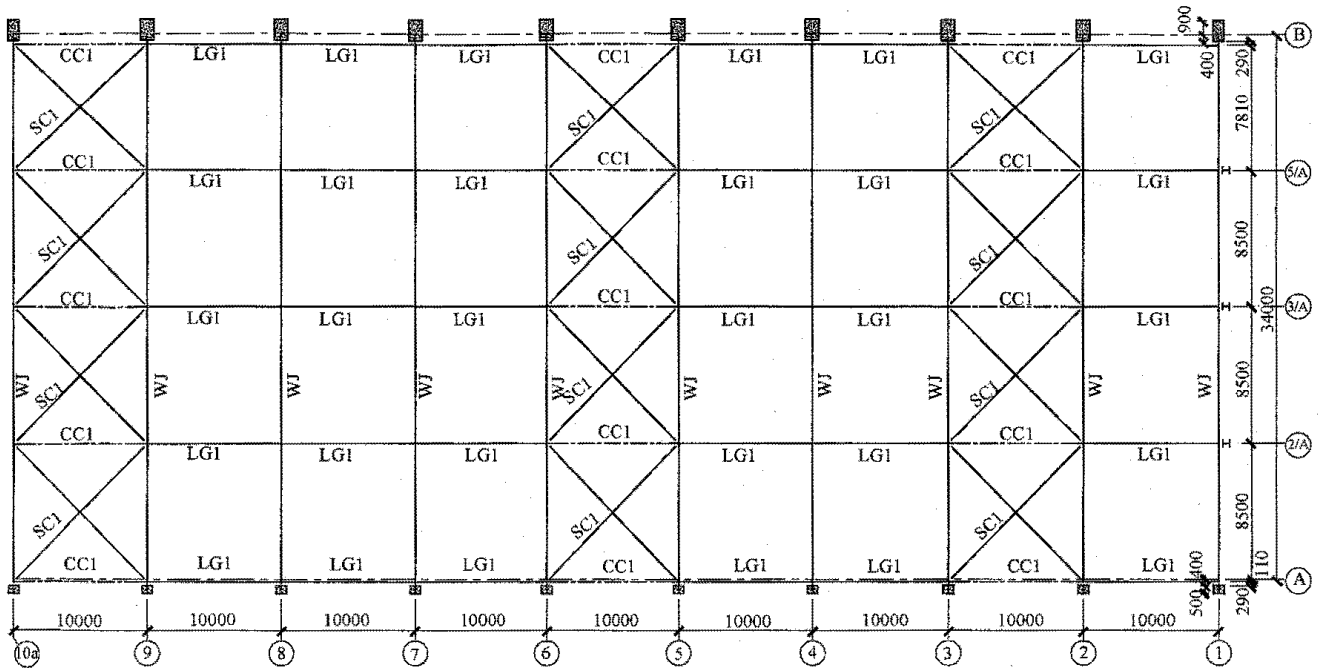 900
B
CC1 LG1 LG1 LG1 CC1 LG1 LG1 CC1 LG1
400
290
SC1 SC1 SC1
7810
CC1 CC1 CC1
LG1 LG1 LG1 LG1 LG1 LG1
5/A
SC1 SC1 SC1
8500
CC1 CC1 CC1
LG1 LG1 LG1 LG1 LG1 LG1
3/A
34000
WJ WJ WJ WJ WJ WJ WJ WJ WJ WJ
SC1 SC1 SC1
8500
CC1 CC1 CC1
LG1 LG1 LG1 LG1 LG1 LG1
2/A
SC1 SC1 SC1
8500
CC1 LG1 LG1 LG1 CC1 LG1 LG1 CC1 LG1
400
110
A
500
290
10000 10000 10000 10000 10000 10000 10000 10000 10000
10a 9 8 7 6 5 4 3 2 1